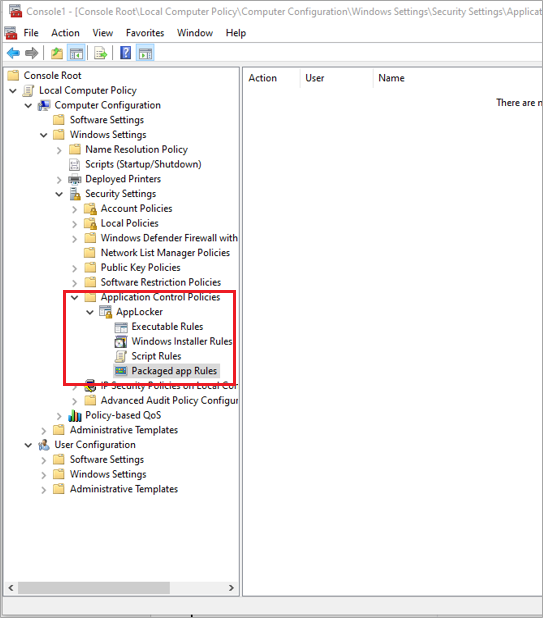 Console1 - [Console Root\Local Computer Policy\Computer Configuration\Windows Settings\Security Settings\Applicat
File Action View Favorites Window Help
Console Root
Action User Name
Local Computer Policy
There are n
Computer Configuration
Software Settings
Windows Settings
Name Resolution Policy
Scripts (Startup/Shutdown)
Deployed Printers
Security Settings
Account Policies
Local Policies
Windows Defender Firewall with
Network List Manager Policies
Public Key Policies
Software Restriction Policies
Application Control Policies
AppLocker
Executable Rules
Windows Installer Rules
Script Rules
Packaged app Rules
IP Security Policies on Local Con
Advanced Audit Policy Configur
Policy-based QoS
Administrative Templates
User Configuration
Software Settings
Windows Settings
Administrative Templates